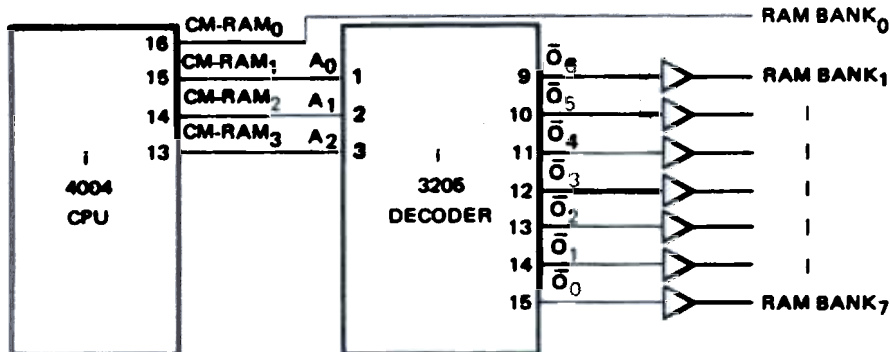 CM-RAM0
RAM BANK0
16
CM-RAM1
A0
15
1
CM-RAM2
A1
14
2
CM-RAM3
A2
13
3
i
4004
CPU
i
3205
DECODER
Ō6
9
RAM BANK1
Ō5
10
Ō4
11
Ō3
12
Ō2
13
Ō1
14
Ō0
15
RAM BANK7